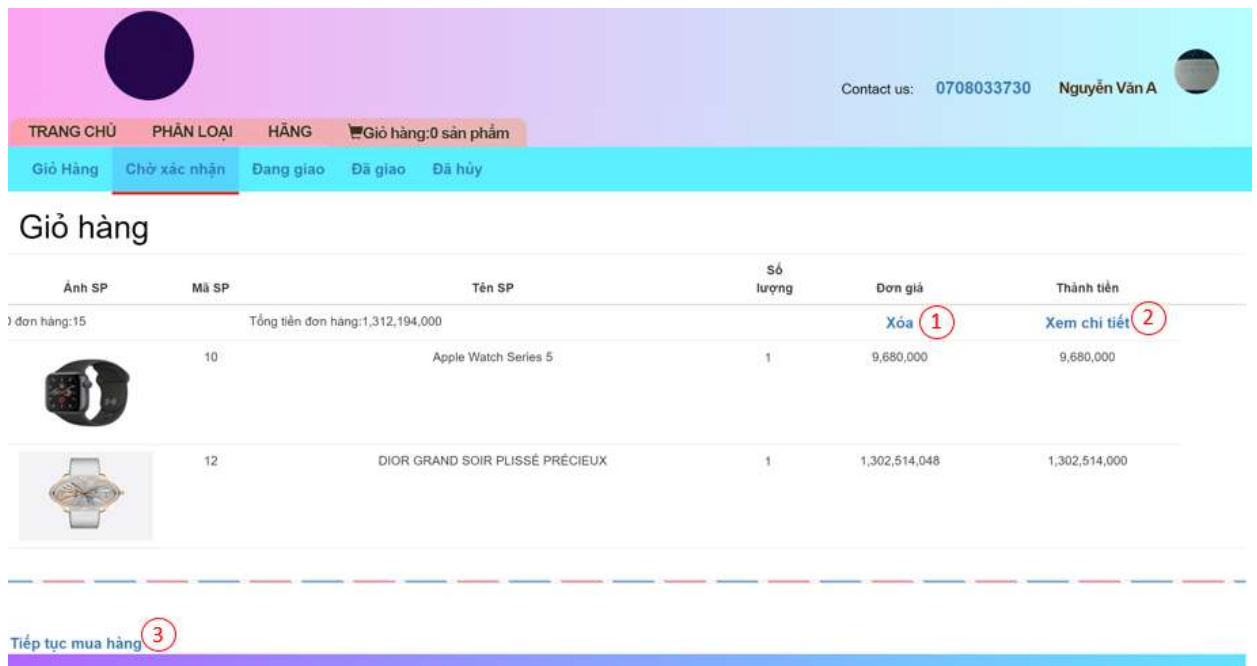 Contact us: 0708033730 Nguyễn Văn A
TRANG CHỦ PHÂN LOẠI HÃNG Giỏ hàng:0 sản phẩm
Giỏ Hàng Chờ xác nhận Đang giao Đã giao Đã hủy
Giỏ hàng
Ảnh SP Mã SP Tên SP Số lượng Đơn giá Thành tiền
đơn hàng:15 Tổng tiền đơn hàng:1,312,194,000 Xóa 1 Xem chi tiết 2
10 Apple Watch Series 5 1 9,680,000 9,680,000
12 DIOR GRAND SOIR PLISSÉ PRÉCIEUX 1 1,302,514,048 1,302,514,000
Tiếp tục mua hàng 3